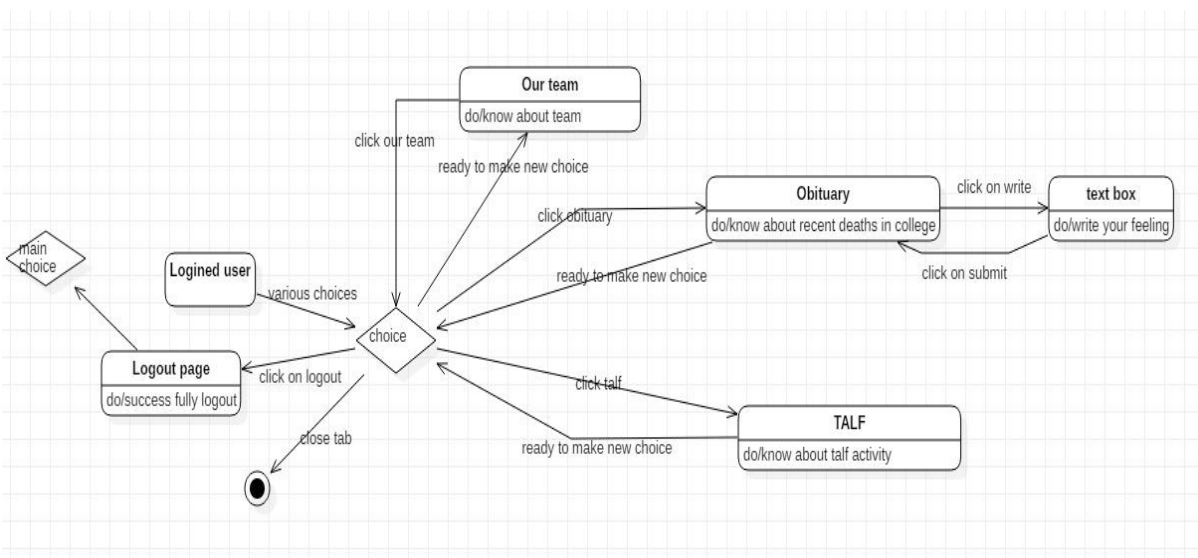 Our team
do/know about team
click our team
ready to make new choice
Obituary
do/know about recent deaths in college
click on write
text box
do/write your feeling
click obituary
click on submit
ready to make new choice
main
choice
Logined user
various choices
choice
Logout page
do/success fully logout
click on logout
click talf
close tab
TALF
do/know about talf activity
ready to make new choice